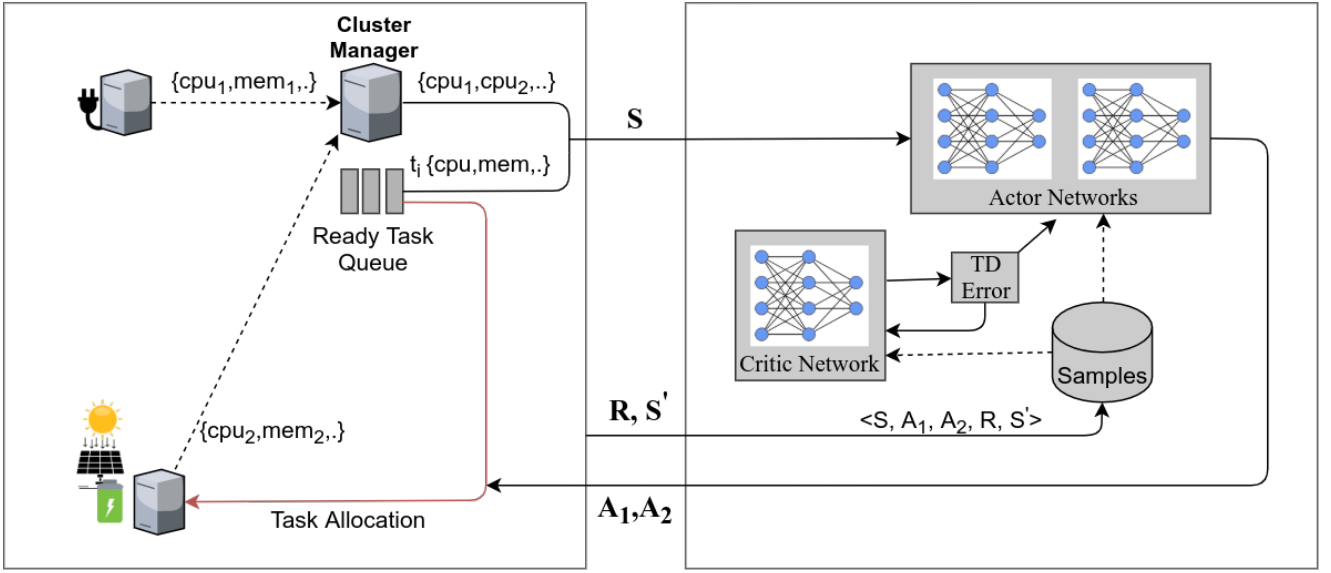 Cluster
Manager
{cpu₁,mem₁,.}
{cpu₁,cpu₂,..}
tᵢ {cpu,mem,.}
Ready Task
Queue
{cpu₂,mem₂,.}
Task Allocation
S
R, S'
A₁,A₂
Actor Networks
TD
Error
Critic Network
Samples
<S, A₁, A₂, R, S'>